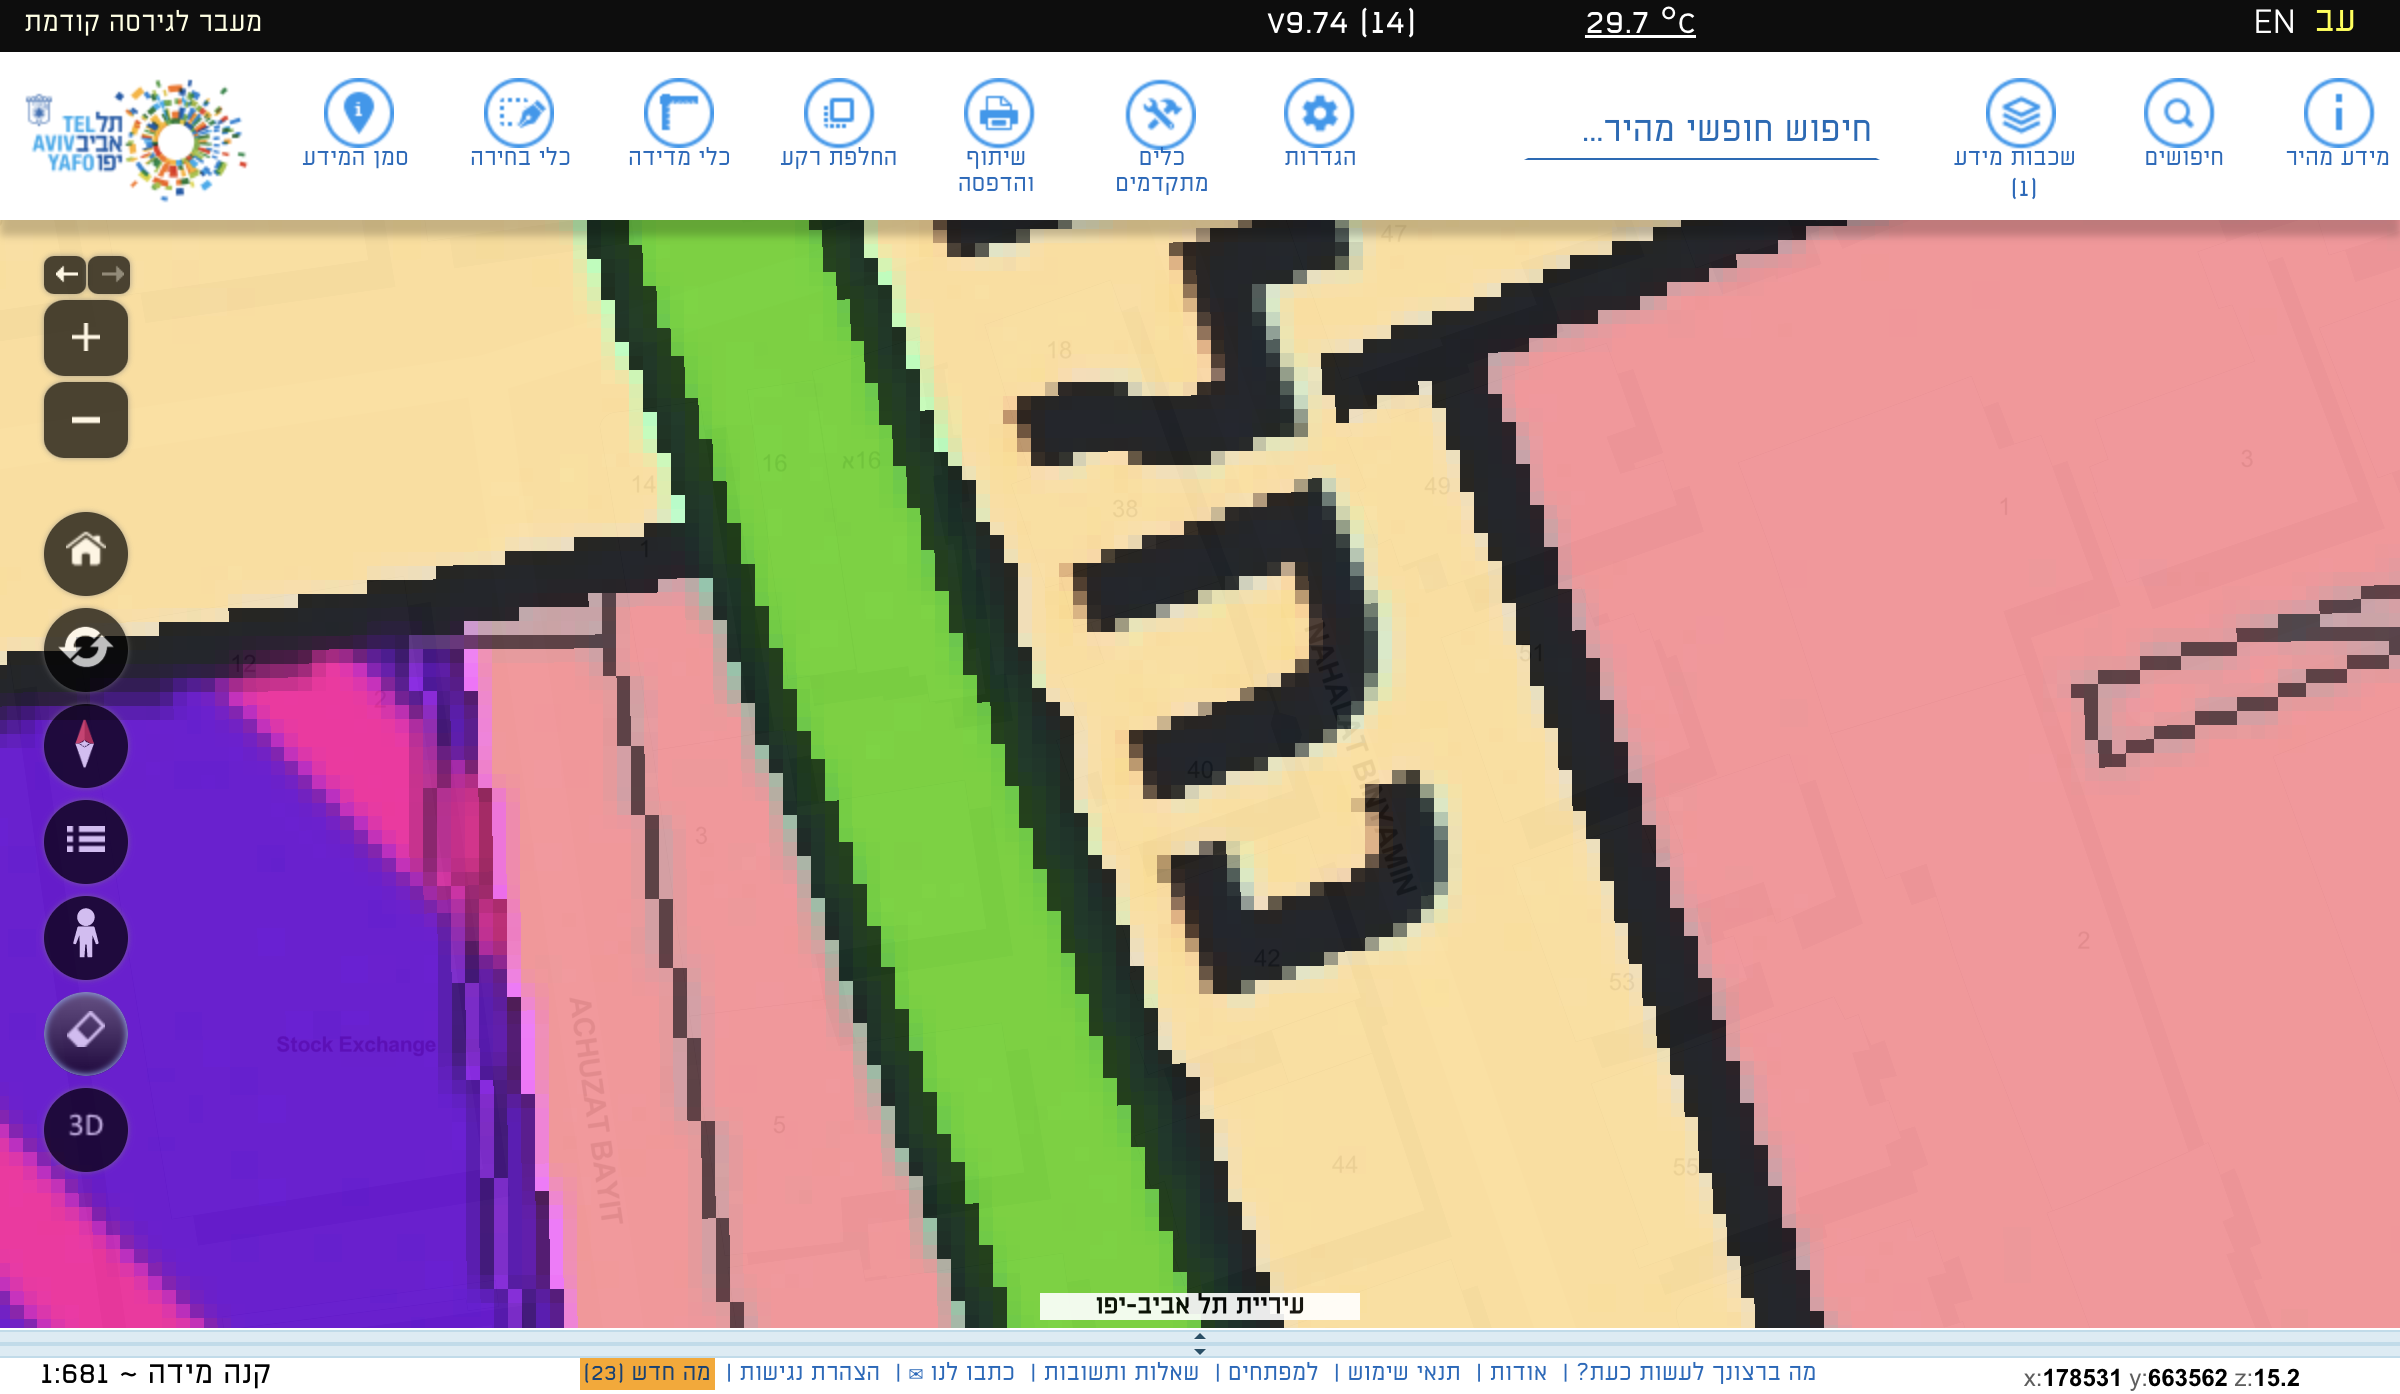 עב EN
29.7 °C
V9.74 (14)
מעבר לגירסה קודמת
מידע מהיר
חיפושים
שכבות מידע
(1)
חיפוש חופשי מהיר...
הגדרות
כלים
מתקדמים
שיתוף
והדפסה
החלפת רקע
כלי מדידה
כלי בחירה
סמן המידע
תל
אביב
יפו
TEL
AVIV
YAFO
47
18
16
16א
14
38
49
3
1
1
12
2
51
NAHALAT BINYAMIN
40
3
42
2
53
Stock Exchange
ACHUZAT BAYIT
5
44
55
3D
עיריית תל אביב-יפו
מה ברצונך לעשות כעת? | אודות | תנאי שימוש | למפתחים | שאלות ותשובות | כתבו לנו ✉ | הצהרת נגישות | מה חדש (23)
קנה מידה ~ 1:681
x:178531 y:663562 z:15.2